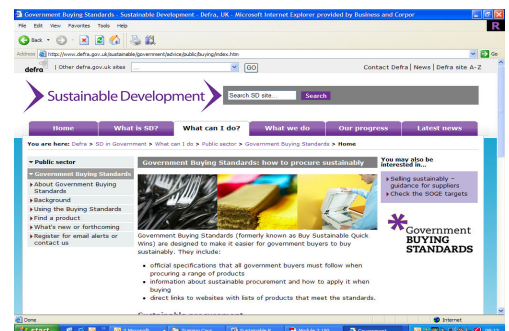 Government Buying Standards - Sustainable Development - Defra, UK - Microsoft Internet Explorer provided by Business and Corpor
File Edit View Favorites Tools Help
Back
Address http://www.defra.gov.uk/sustainable/government/advice/public/buying/index.htm Go
defra Other defra.gov.uk sites ... GO Contact Defra | News | Defra site A-Z
Sustainable Development Search SD site... Search
Home What is SD? What can I do? What we do Our progress Latest news
You are here: Defra > SD in Government > What can I do? > Public sector > Government Buying Standards > Home
Public sector
Government Buying Standards
About Government Buying Standards
Background
Using the Buying Standards
Find a product
What's new or forthcoming
Register for email alerts or contact us
Government Buying Standards: how to procure sustainably
Government Buying Standards (formerly known as Buy Sustainable Quick
Wins) are designed to make it easier for government buyers to buy
sustainably. They include:
• official specifications that all government buyers must follow when
procuring a range of products
• information about sustainable procurement and how to apply it when
buying
• direct links to websites with lists of products that meet the standards.
You may also be
interested in...
Selling sustainably –
guidance for suppliers
Check the SOGE targets
Government
BUYING
STANDARDS
Done Internet
start